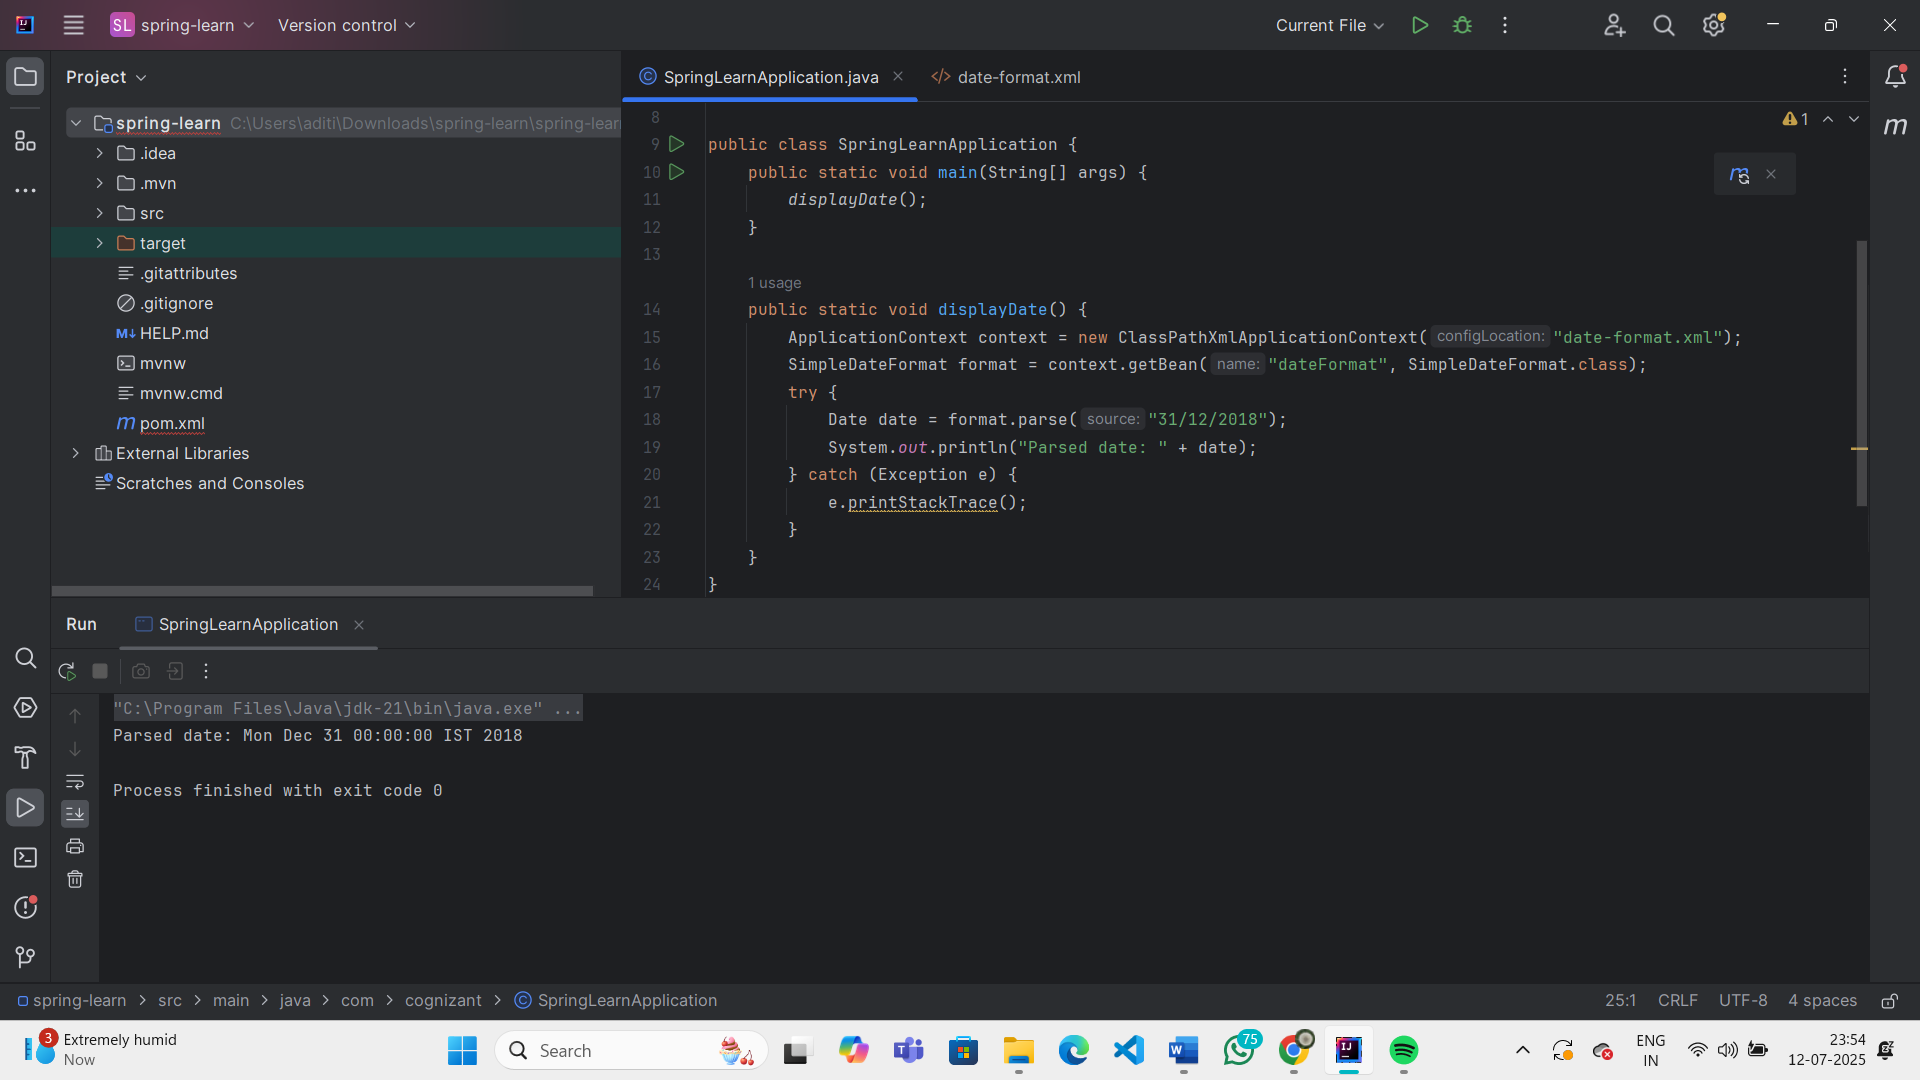 SL spring-learn Version control Current File
Project
spring-learn C:\Users\aditi\Downloads\spring-learn\spring-lear
.idea
.mvn
src
target
.gitattributes
.gitignore
M↓ HELP.md
mvnw
mvnw.cmd
m pom.xml
External Libraries
Scratches and Consoles
SpringLearnApplication.java date-format.xml
1
8
9 public class SpringLearnApplication {
10 public static void main(String[] args) {
11 displayDate();
12 }
13
1 usage
14 public static void displayDate() {
15 ApplicationContext context = new ClassPathXmlApplicationContext( configLocation: "date-format.xml");
16 SimpleDateFormat format = context.getBean( name: "dateFormat", SimpleDateFormat.class);
17 try {
18 Date date = format.parse( source: "31/12/2018");
19 System.out.println("Parsed date: " + date);
20 } catch (Exception e) {
21 e.printStackTrace();
22 }
23 }
24 }
Run SpringLearnApplication
"C:\Program Files\Java\jdk-21\bin\java.exe" ...
Parsed date: Mon Dec 31 00:00:00 IST 2018
Process finished with exit code 0
spring-learn > src > main > java > com > cognizant > SpringLearnApplication 25:1 CRLF UTF-8 4 spaces
3 Extremely humid
Now
Search
75
ENG
IN
23:54
12-07-2025